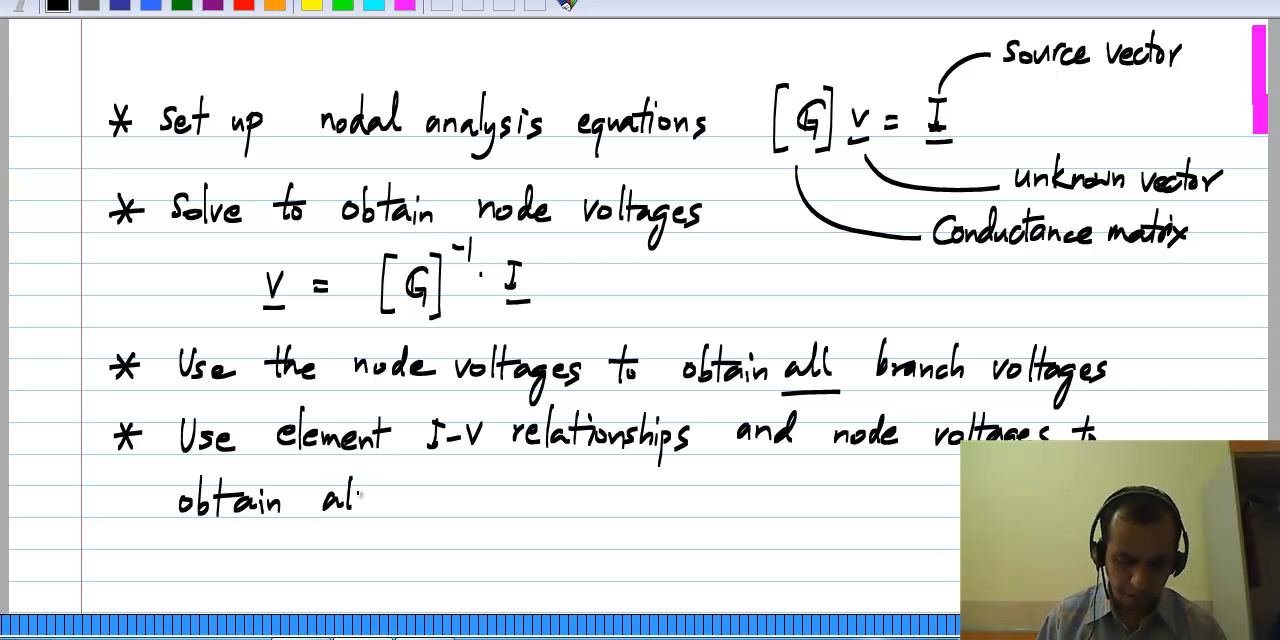 source vector
* Set up nodal analysis equations [G] v = I
unknown vector
* Solve to obtain node voltages
Conductance matrix
v = [G]^-1 · I
* Use the node voltages to obtain all branch voltages
* Use element I-V relationships and node voltages to
obtain al